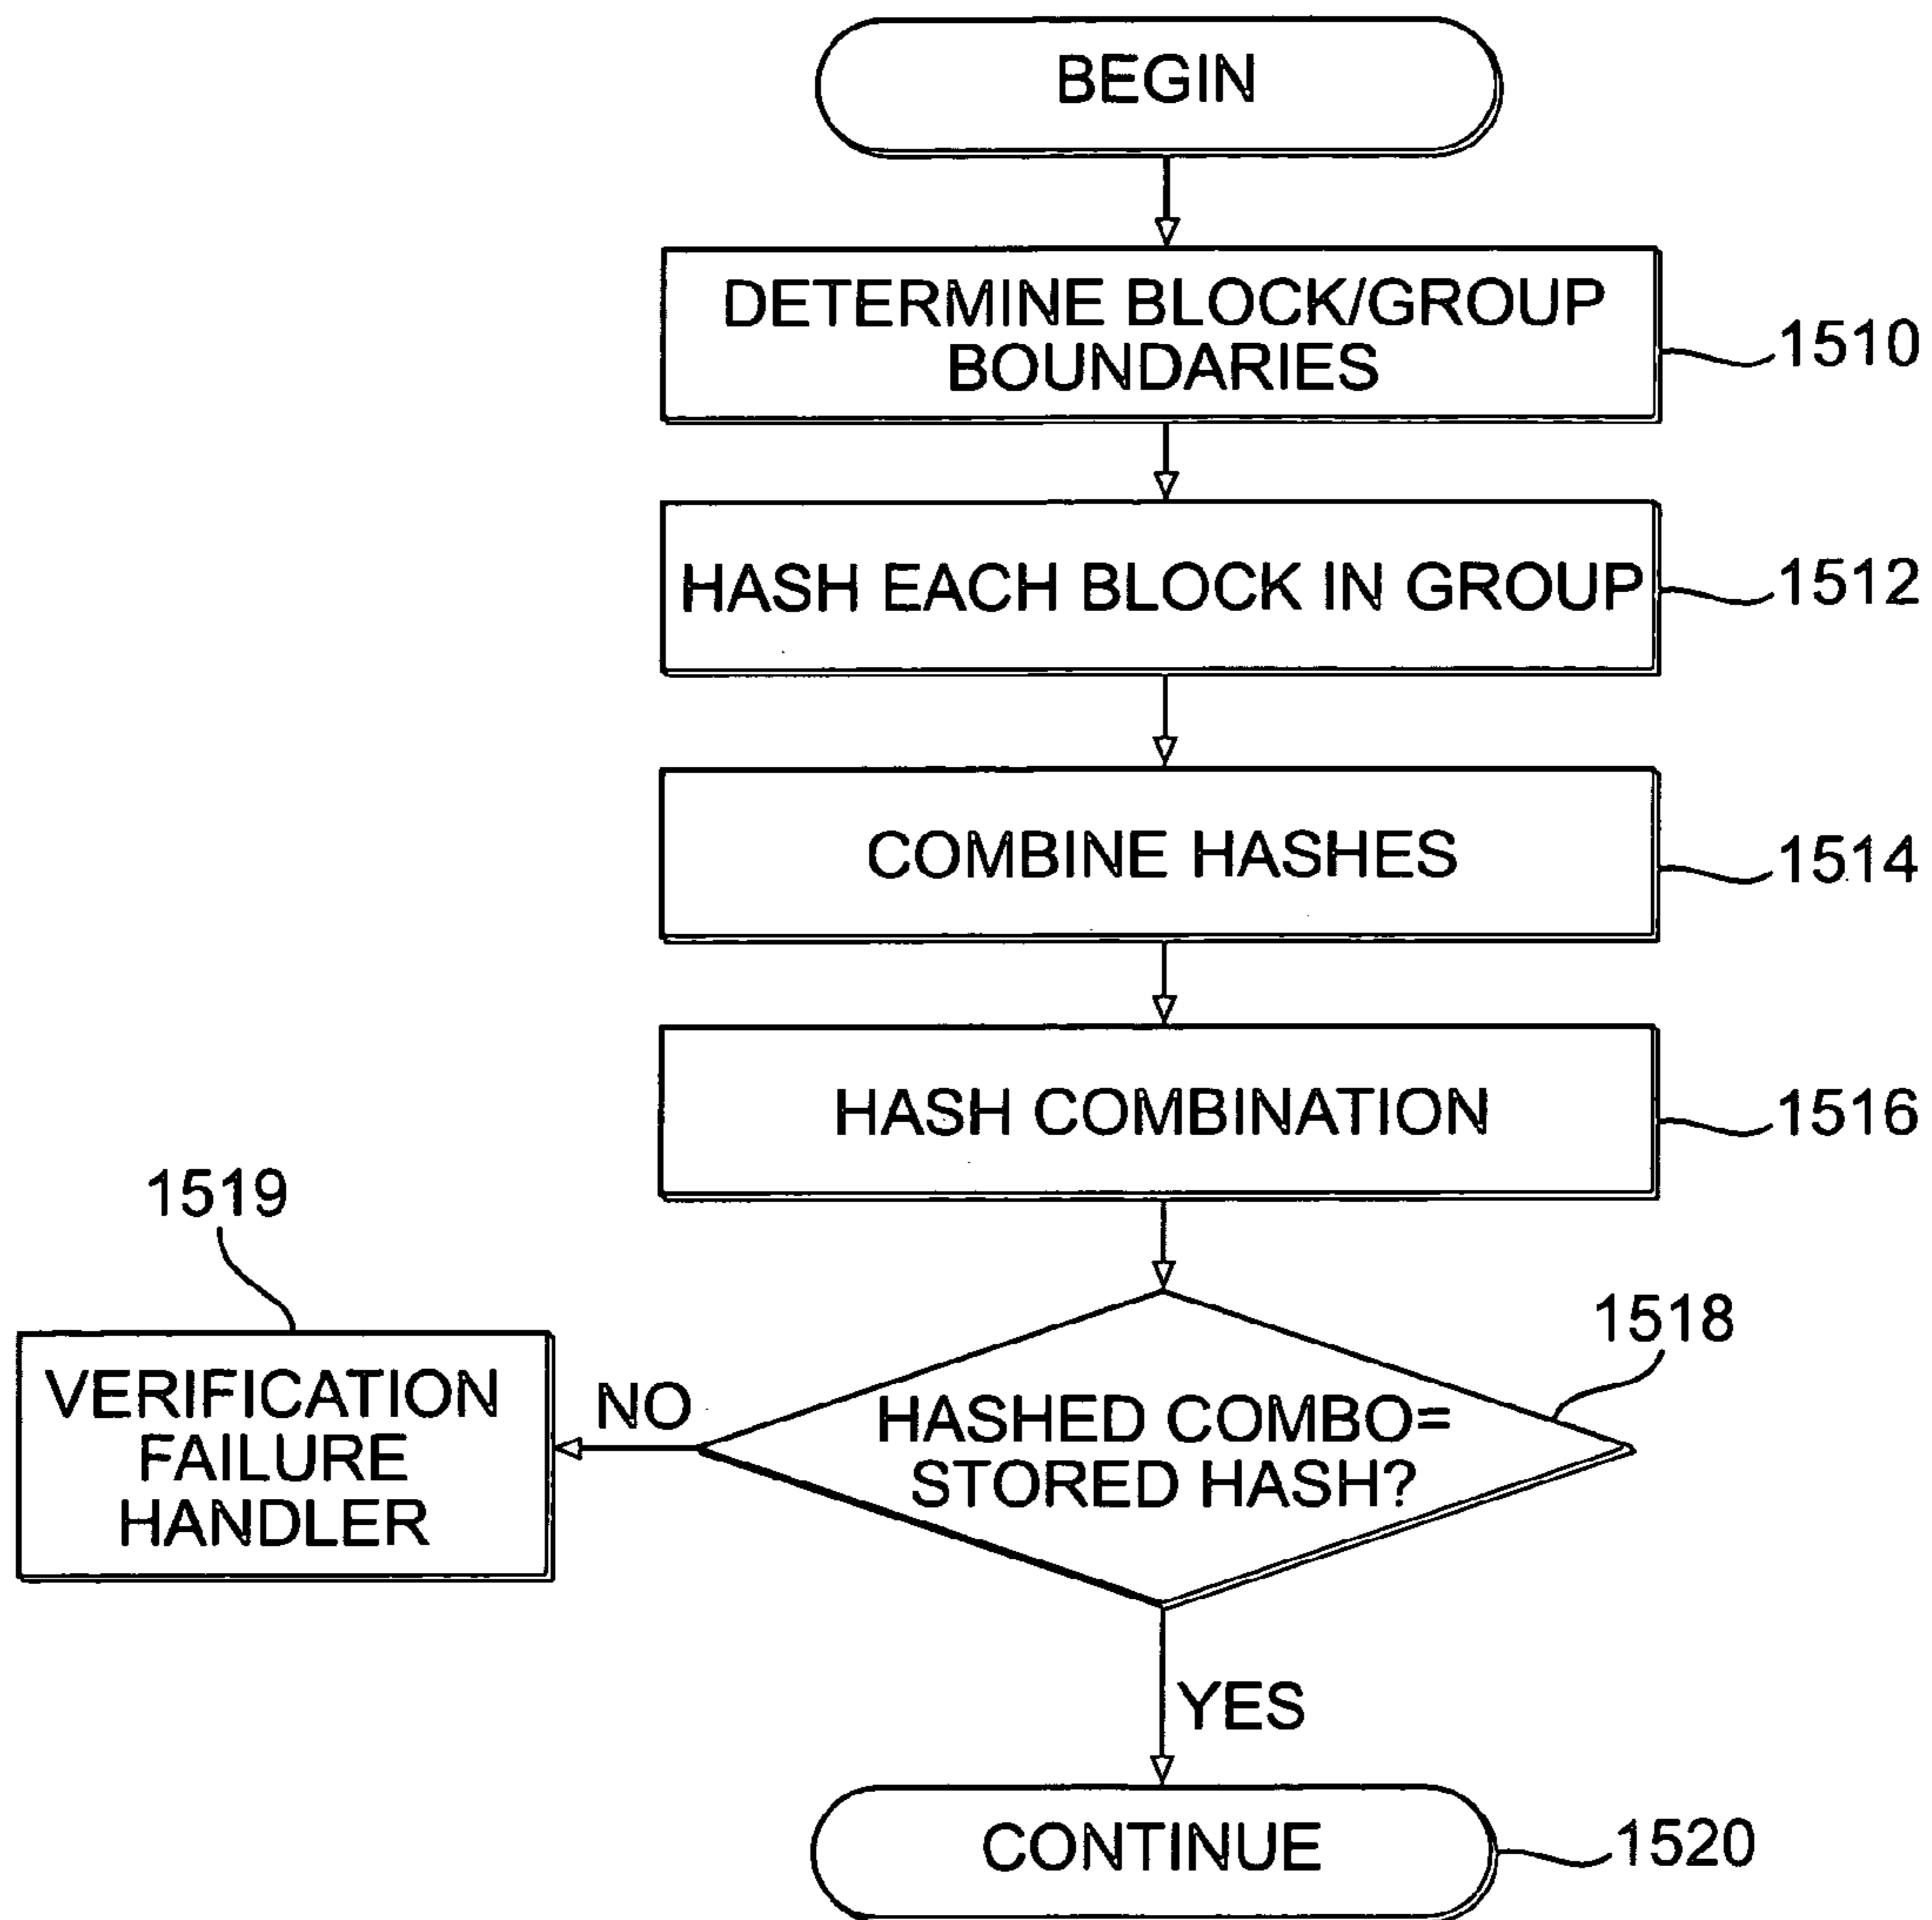 BEGIN
DETERMINE BLOCK/GROUP
BOUNDARIES
1510
HASH EACH BLOCK IN GROUP
1512
COMBINE HASHES
1514
HASH COMBINATION
1516
1519
1518
VERIFICATION
FAILURE
HANDLER
NO
HASHED COMBO=
STORED HASH?
YES
CONTINUE
1520